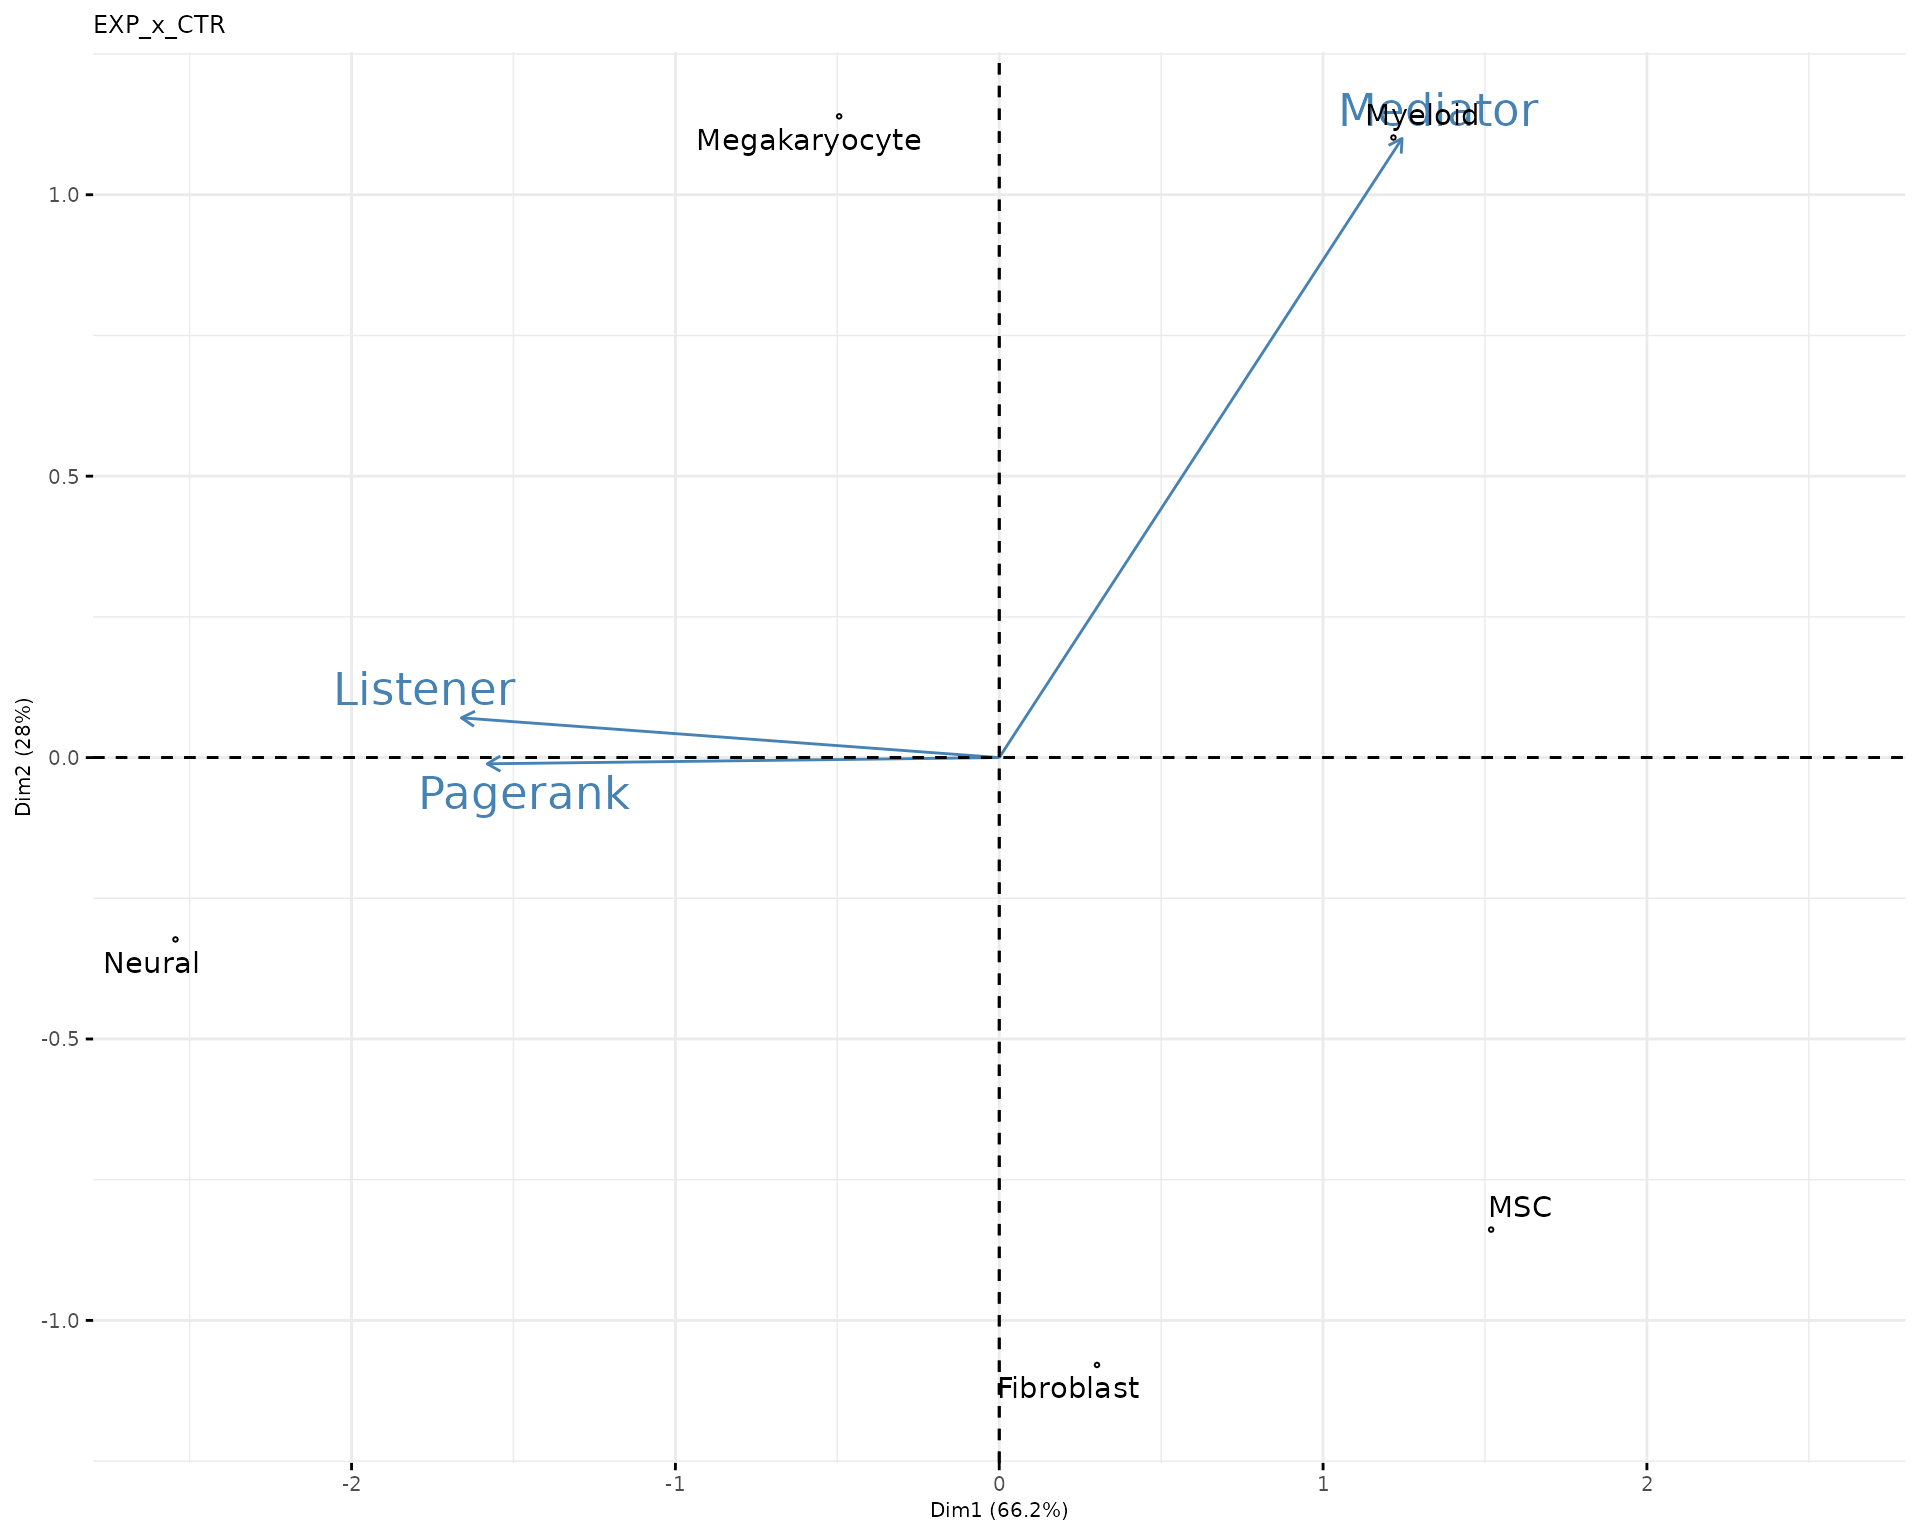 EXP_x_CTR
Mediator
Myeloid
Megakaryocyte
1.0
0.5
Listener
0.0
Pagerank
Dim2 (28%)
Neural
-0.5
MSC
-1.0
Fibroblast
-2 -1 0 1 2
Dim1 (66.2%)